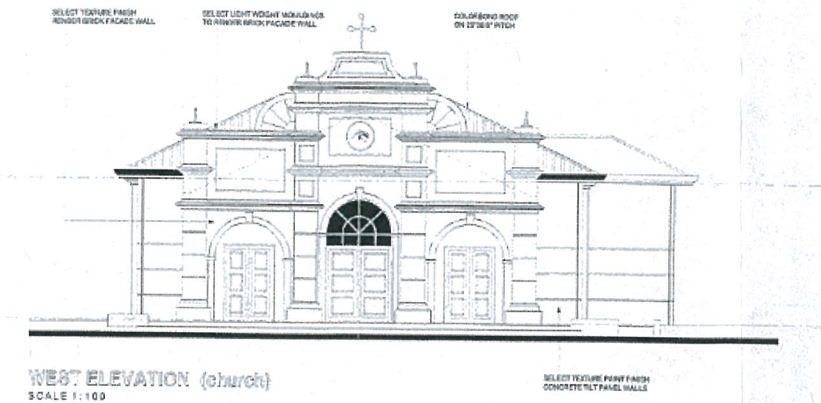 SELECT TEXTURE FINISH
RENDER BRICK FACADE WALL
SELECT LIGHT WEIGHT MOULDINGS
TO RENDER BRICK FACADE WALL
COLORBOND ROOF
PITCH
WEST ELEVATION (church)
SCALE 1:100
SELECT TEXTURE PAINT FINISH
CONCRETE TILT PANEL WALLS